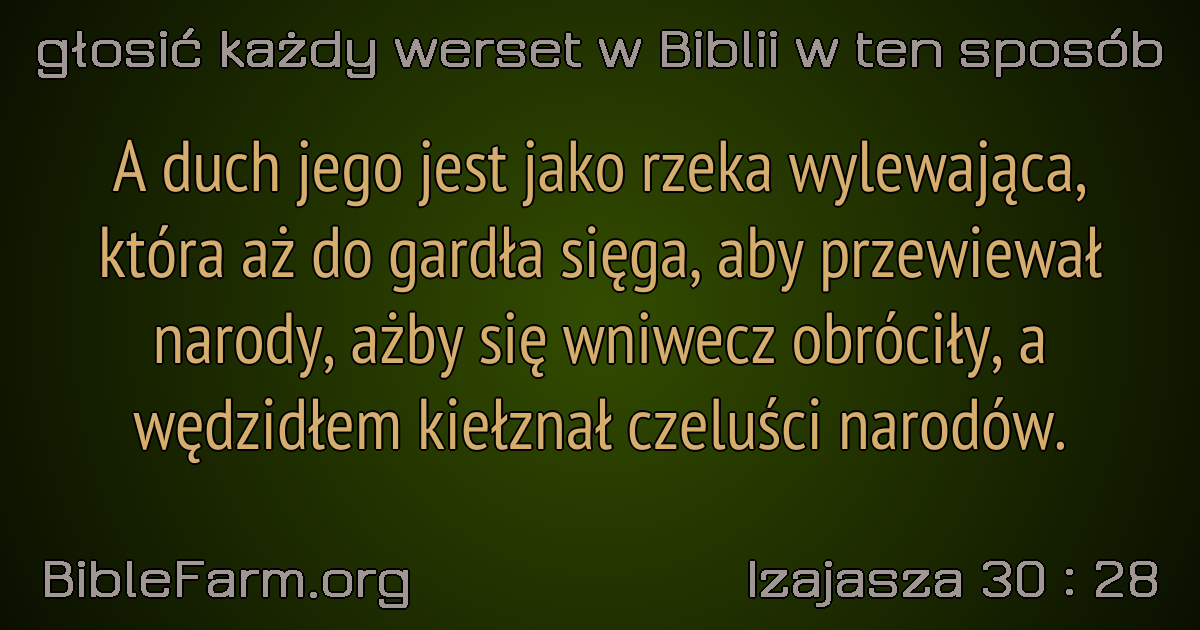 głosić każdy werset w Biblii w ten sposób
A duch jego jest jako rzeka wylewająca,
która aż do gardła sięga, aby przewiewał
narody, ażby się wniwecz obróciły, a
wędzidłem kiełznał czeluści narodów.
BibleFarm.org
Izajasza 30 : 28